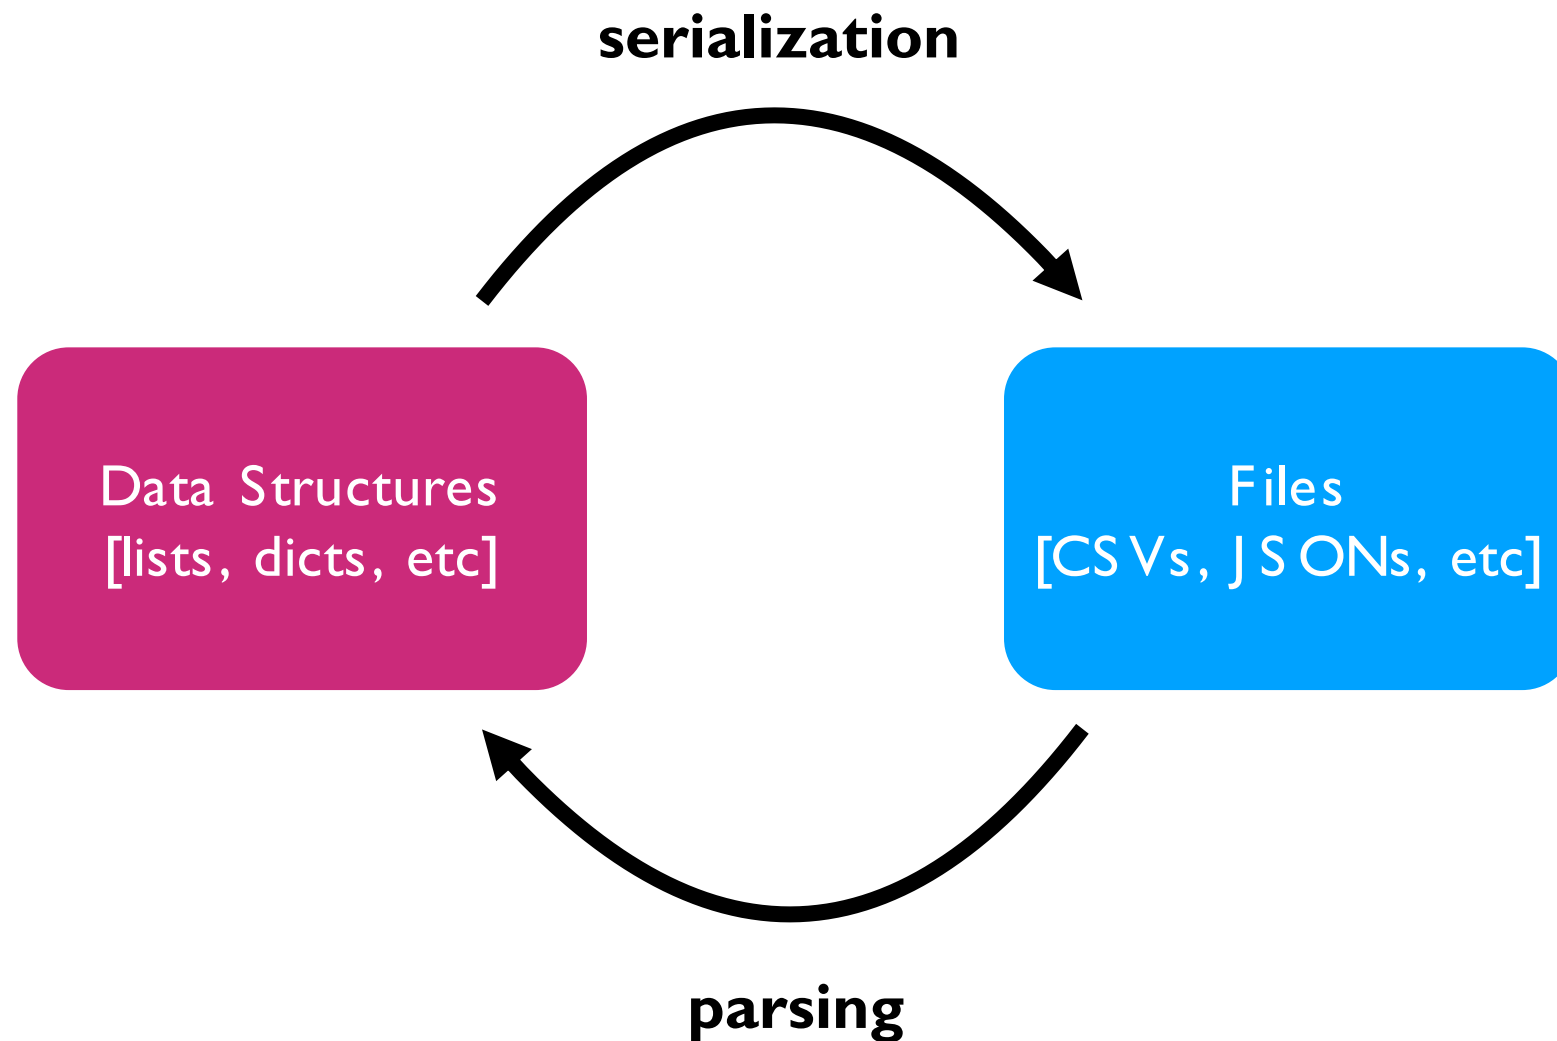 serialization
Data Structures
[lists, dicts, etc]
Files
[CSVs, JSONs, etc]
parsing